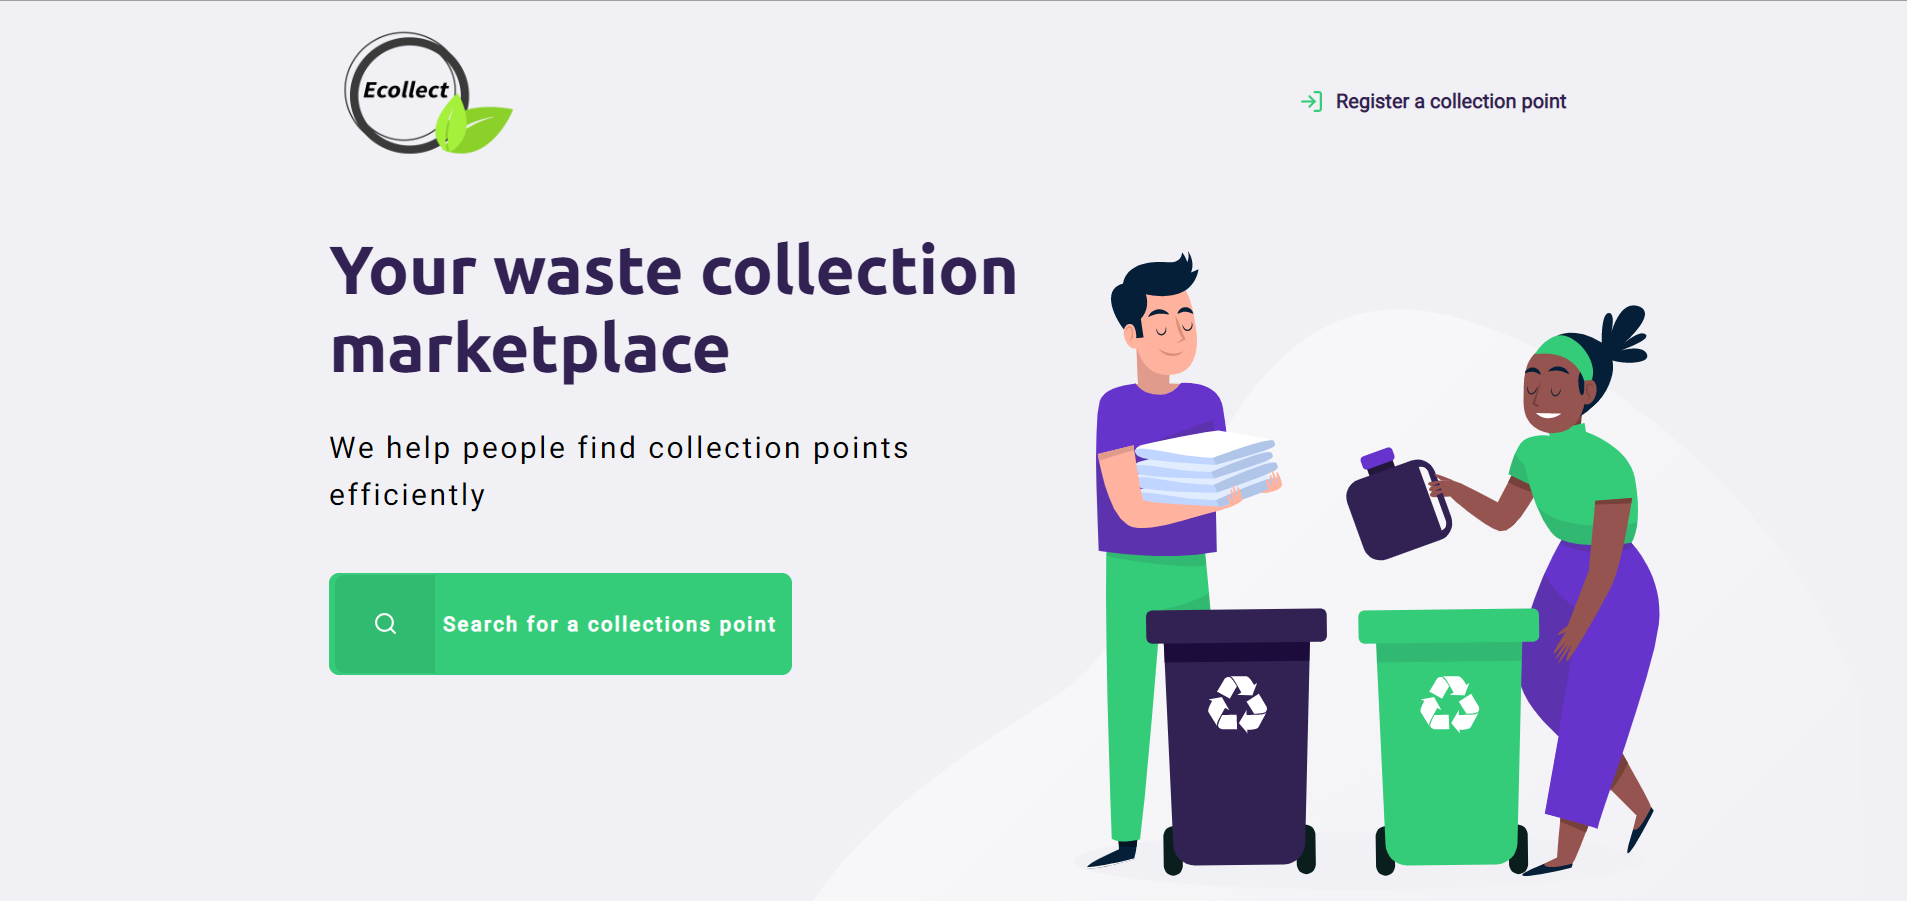 Ecollect
Register a collection point
Your waste collection
marketplace
We help people find collection points
efficiently
Search for a collections point